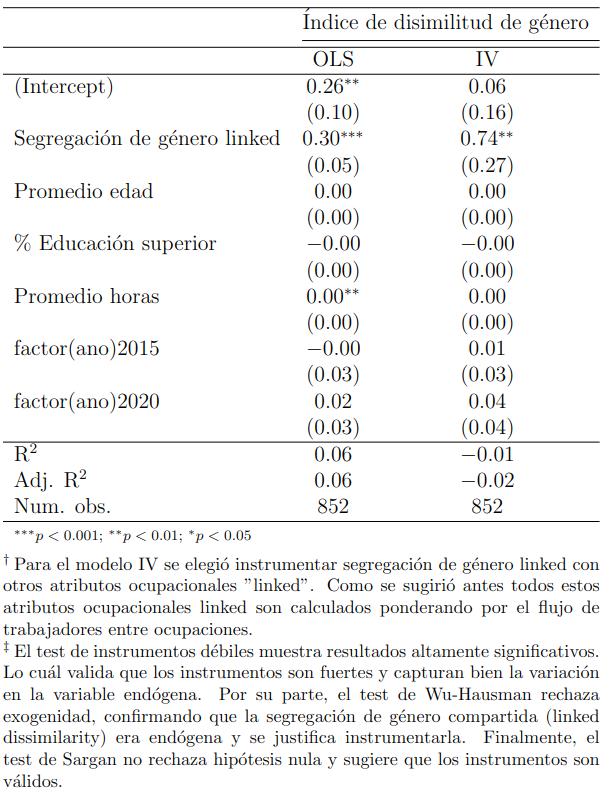 Índice de disimilitud de género
OLS IV
(Intercept) 0.26** 0.06
(0.10) (0.16)
Segregación de género linked 0.30*** 0.74**
(0.05) (0.27)
Promedio edad 0.00 0.00
(0.00) (0.00)
% Educación superior −0.00 −0.00
(0.00) (0.00)
Promedio horas 0.00** 0.00
(0.00) (0.00)
factor(ano)2015 −0.00 0.01
(0.03) (0.03)
factor(ano)2020 0.02 0.04
(0.03) (0.04)
R² 0.06 −0.01
Adj. R² 0.06 −0.02
Num. obs. 852 852
***p < 0.001; **p < 0.01; *p < 0.05
† Para el modelo IV se elegió instrumentar segregación de género linked con
otros atributos ocupacionales ”linked”. Como se sugirió antes todos estos
atributos ocupacionales linked son calculados ponderando por el flujo de
trabajadores entre ocupaciones.
‡ El test de instrumentos débiles muestra resultados altamente significativos.
Lo cuál valida que los instrumentos son fuertes y capturan bien la variación
en la variable endógena. Por su parte, el test de Wu-Hausman rechaza
exogenidad, confirmando que la segregación de género compartida (linked
dissimilarity) era endógena y se justifica instrumentarla. Finalmente, el
test de Sargan no rechaza hipótesis nula y sugiere que los instrumentos son
válidos.